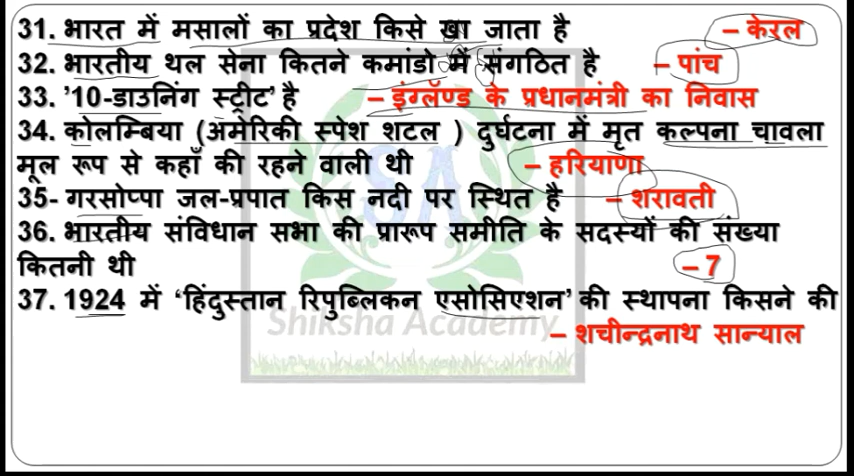 31. भारत में मसालों का प्रदेश किसे खा जाता है – केरल
32. भारतीय थल सेना कितने कमांडो में संगठित है – पांच
33. '10-डाउनिंग स्ट्रीट' है – इंग्लॅण्ड के प्रधानमंत्री का निवास
34. कोलम्बिया (अमेरिकी स्पेश शटल ) दुर्घटना में मृत कल्पना चावला
मूल रूप से कहाँ की रहने वाली थी – हरियाणा
35- गरसोप्पा जल-प्रपात किस नदी पर स्थित है – शरावती
36. भारतीय संविधान सभा की प्रारूप समीति के सदस्यों की संख्या
कितनी थी – 7
37. 1924 में 'हिंदुस्तान रिपुब्लिकन एसोसिएशन' की स्थापना किसने की
– शचीन्द्रनाथ सान्याल
SA
Shiksha Academy